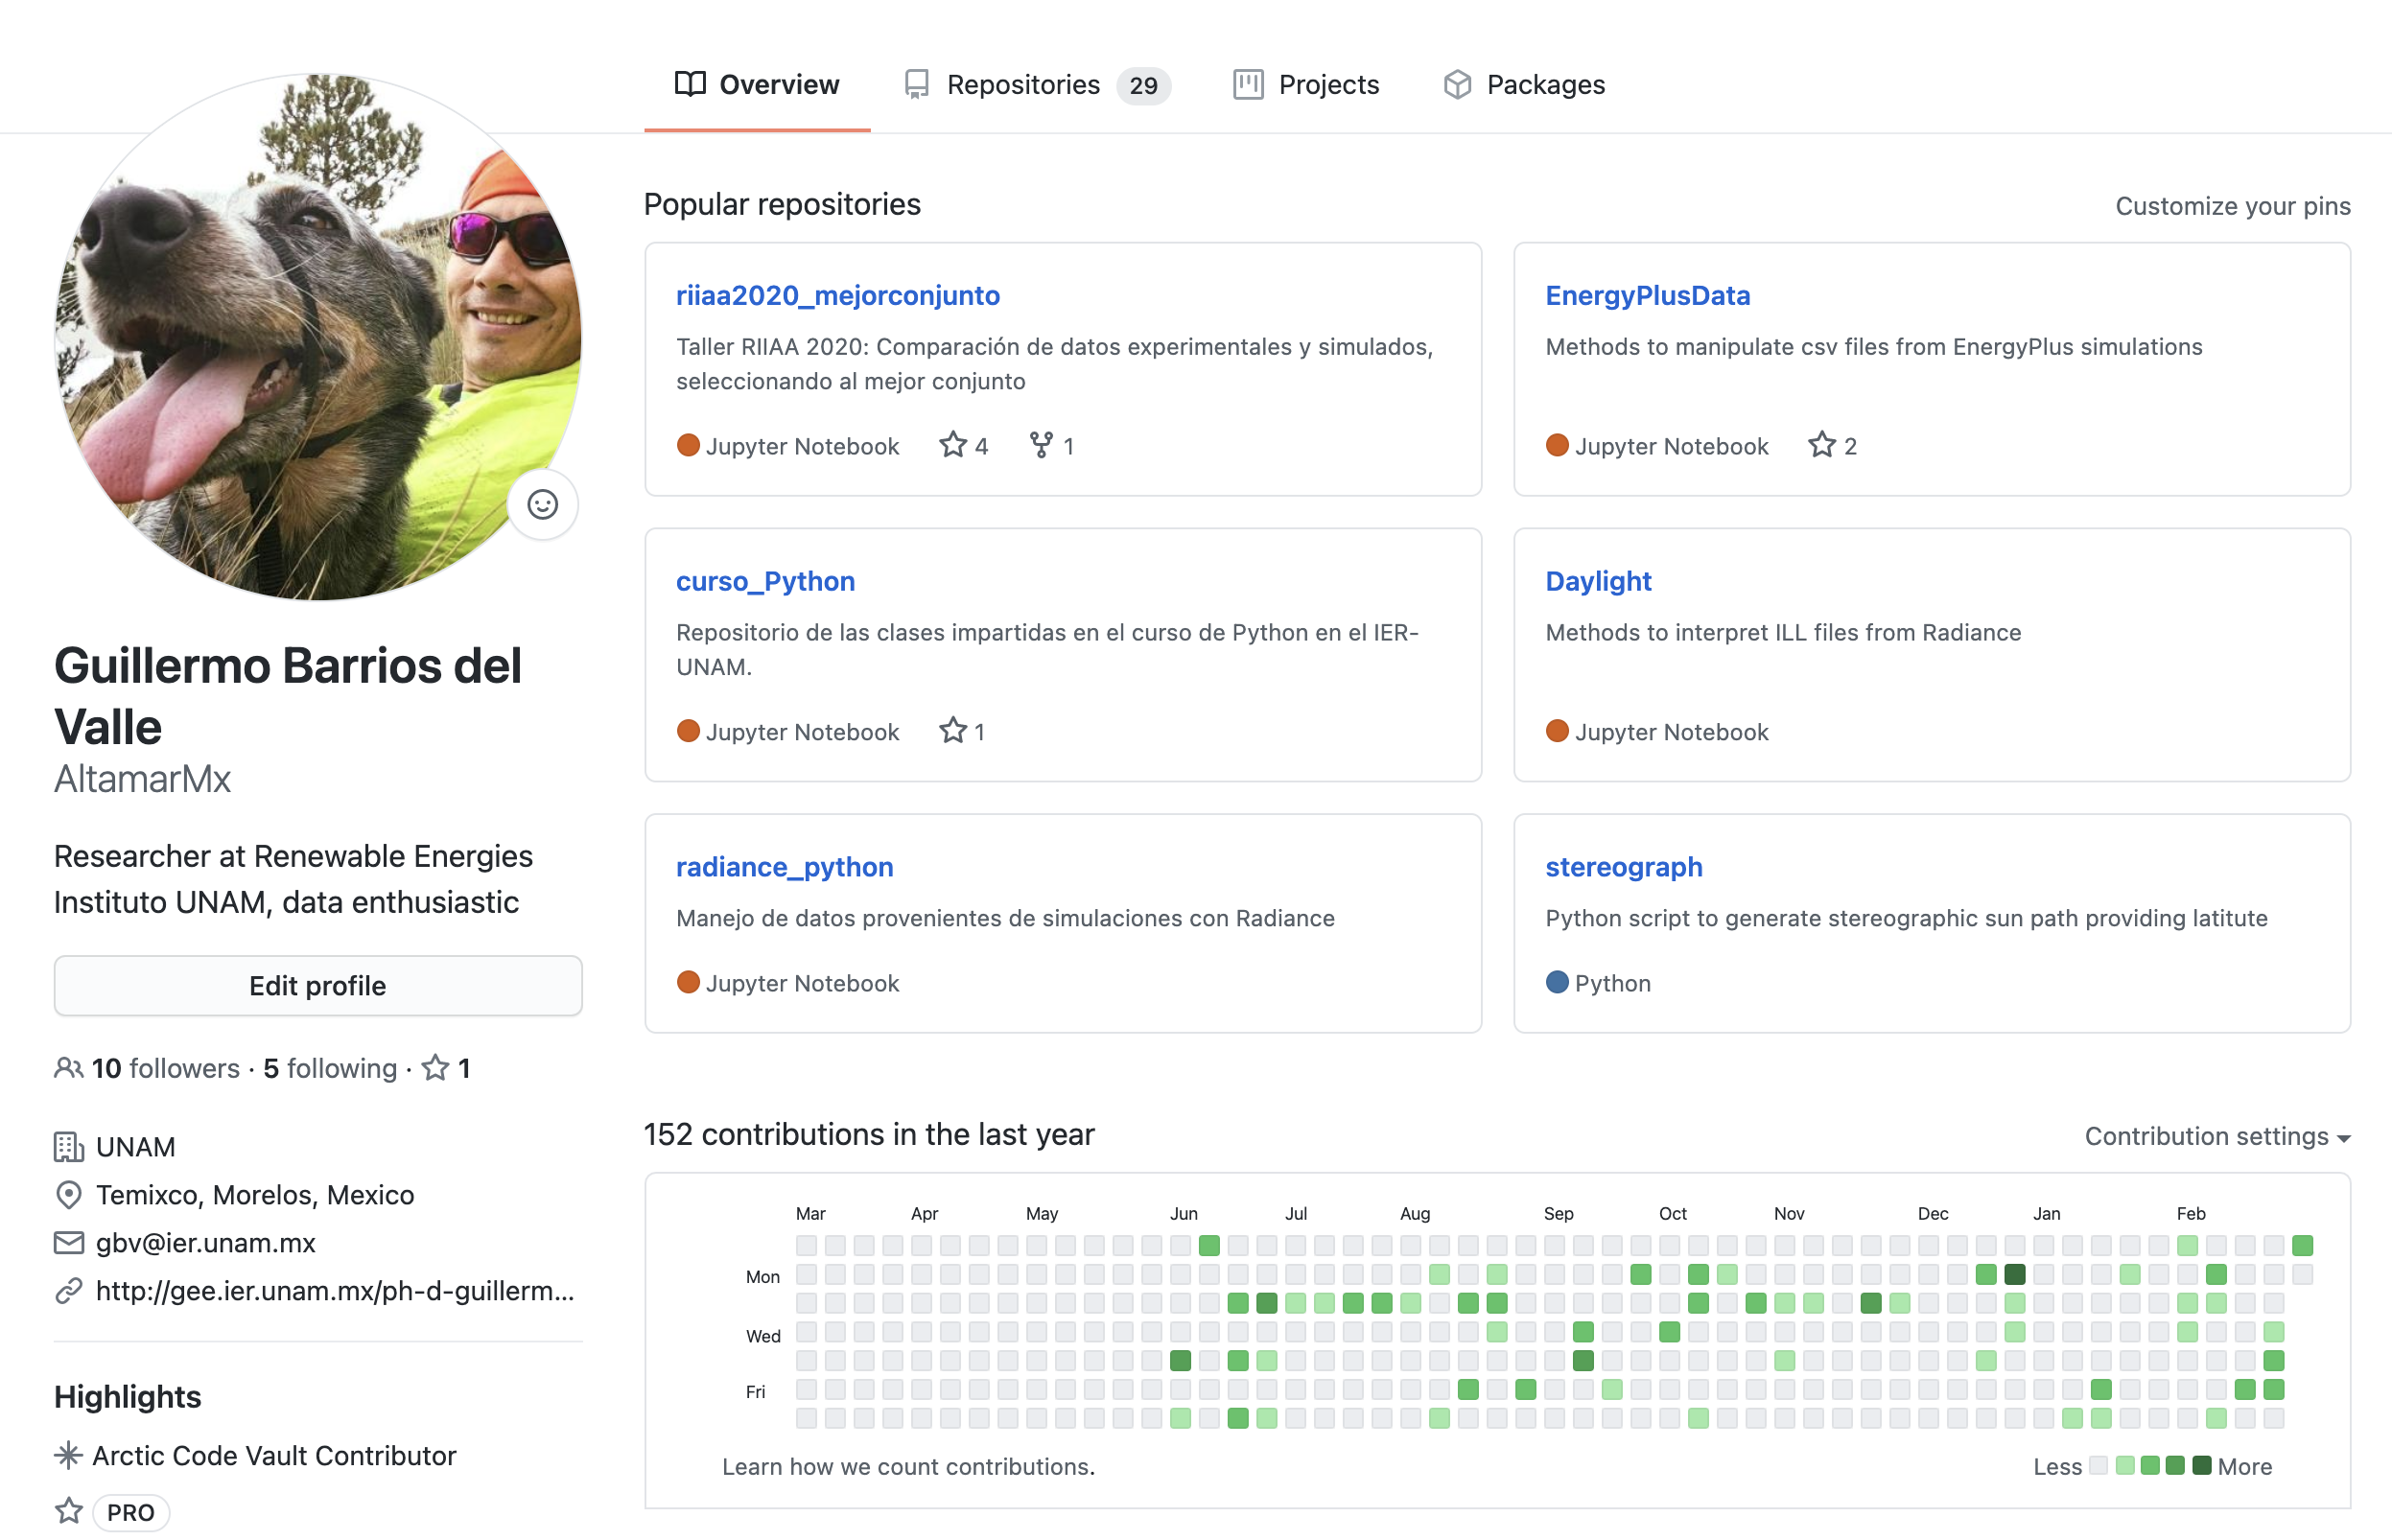 Overview
Repositories 29
Projects
Packages
Guillermo Barrios del
Valle
AltamarMx
Researcher at Renewable Energies
Instituto UNAM, data enthusiastic
Edit profile
10 followers · 5 following · 1
UNAM
Temixco, Morelos, Mexico
gbv@ier.unam.mx
http://gee.ier.unam.mx/ph-d-guillerm...
Highlights
Arctic Code Vault Contributor
PRO
Popular repositories
Customize your pins
riiaa2020_mejorconjunto
Taller RIIAA 2020: Comparación de datos experimentales y simulados,
seleccionando al mejor conjunto
Jupyter Notebook 4 1
EnergyPlusData
Methods to manipulate csv files from EnergyPlus simulations
Jupyter Notebook 2
curso_Python
Repositorio de las clases impartidas en el curso de Python en el IER-
UNAM.
Jupyter Notebook 1
Daylight
Methods to interpret ILL files from Radiance
Jupyter Notebook
radiance_python
Manejo de datos provenientes de simulaciones con Radiance
Jupyter Notebook
stereograph
Python script to generate stereographic sun path providing latitute
Python
152 contributions in the last year
Contribution settings
Mar Apr May Jun Jul Aug Sep Oct Nov Dec Jan Feb
Mon
Wed
Fri
Learn how we count contributions.
Less More